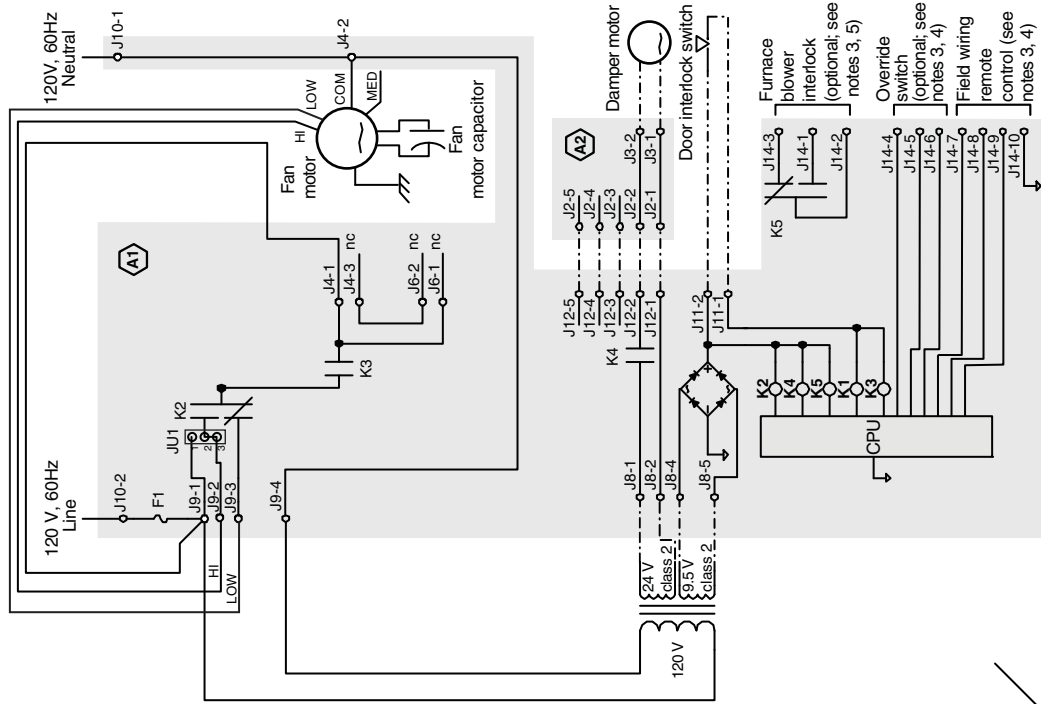 120V, 60Hz
Neutral
J10-1
J4-2
LOW
COM
MED
HI
Fan
motor
Fan
motor capacitor
A1
J4-1
J4-3
nc
J6-2
nc
J6-1
nc
K3
K2
JU1
1
2
3
120 V, 60Hz
Line
J10-2
F1
J9-1
J9-2
J9-3
HI
LOW
J9-4
A2
Damper motor
J3-2
J3-1
J2-5
J2-4
J2-3
J2-2
J2-1
J12-5
J12-4
J12-3
J12-2
J12-1
K4
Door interlock switch
J11-2
J11-1
J8-1
J8-2
J8-4
J8-5
24 V
class 2
9.5 V
class 2
120 V
K2
K4
K5
K1
K3
CPU
K5
J14-3
J14-1
J14-2
Furnace
blower
interlock
(optional; see
notes 3, 5)
J14-4
J14-5
J14-6
Override
switch
(optional; see
notes 3, 4)
J14-7
J14-8
J14-9
J14-10
Field wiring
remote
control (see
notes 3, 4)